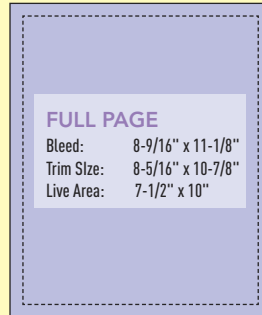 FULL PAGE
Bleed: 8-9/16" x 11-1/8"
Trim SIze: 8-5/16" x 10-7/8"
Live Area: 7-1/2" x 10"